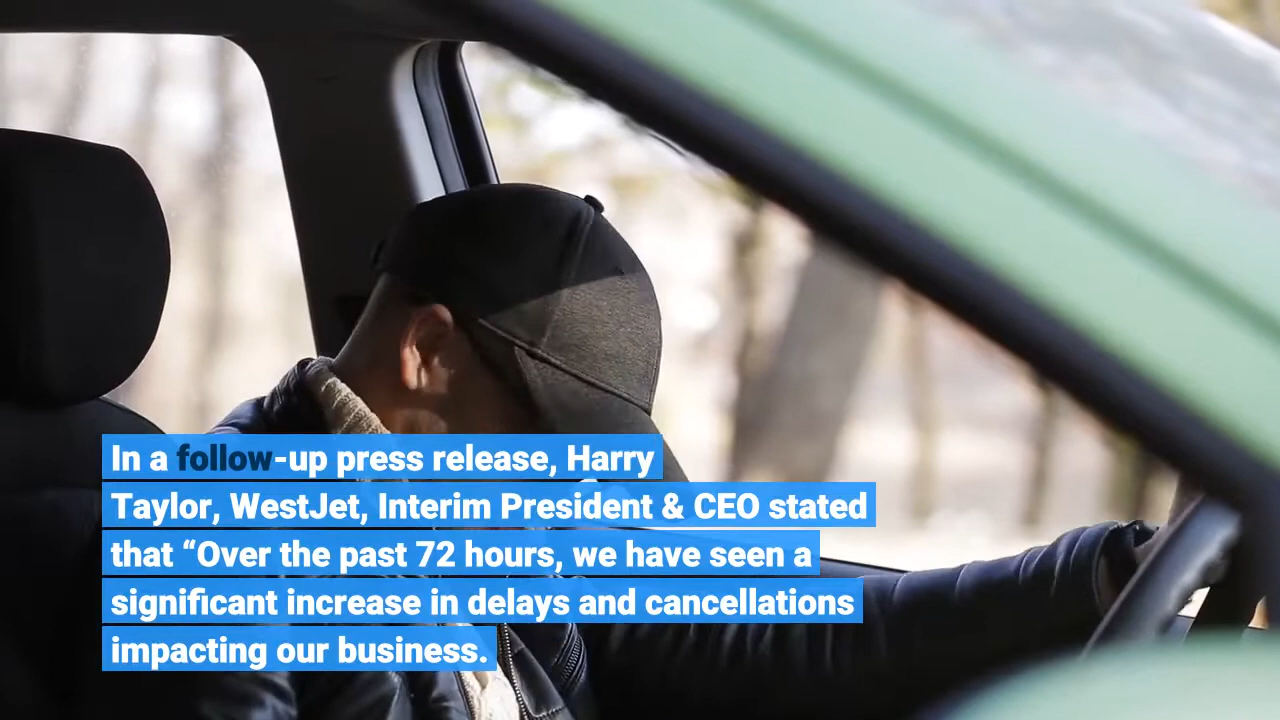 In a follow-up press release, Harry
Taylor, WestJet, Interim President & CEO stated
that “Over the past 72 hours, we have seen a
significant increase in delays and cancellations
impacting our business.